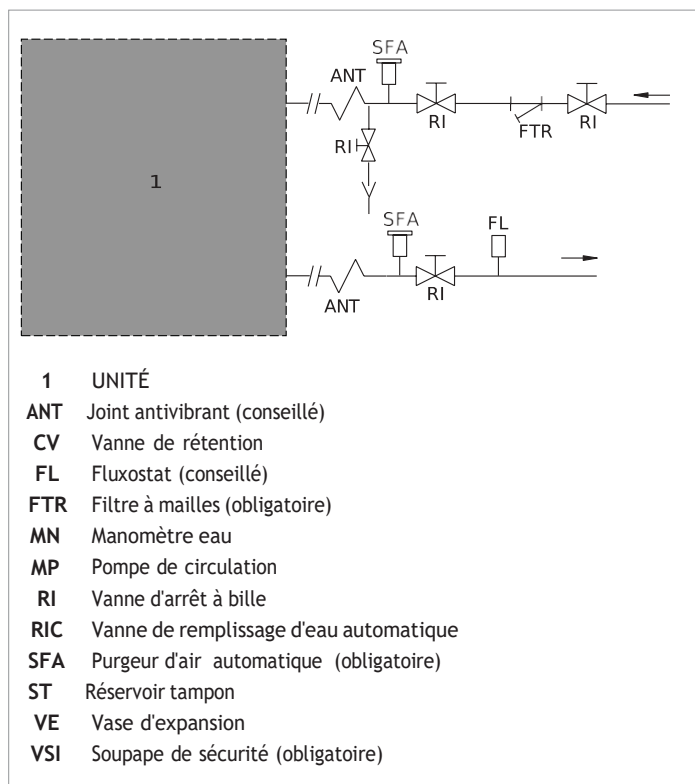 SFA
ANT
RI
FTR
RI
RI
1
SFA
FL
ANT
RI
1 UNITÉ
ANT Joint antivibrant (conseillé)
CV Vanne de rétention
FL Fluxostat (conseillé)
FTR Filtre à mailles (obligatoire)
MN Manomètre eau
MP Pompe de circulation
RI Vanne d'arrêt à bille
RIC Vanne de remplissage d'eau automatique
SFA Purgeur d'air automatique (obligatoire)
ST Réservoir tampon
VE Vase d'expansion
VSI Soupape de sécurité (obligatoire)